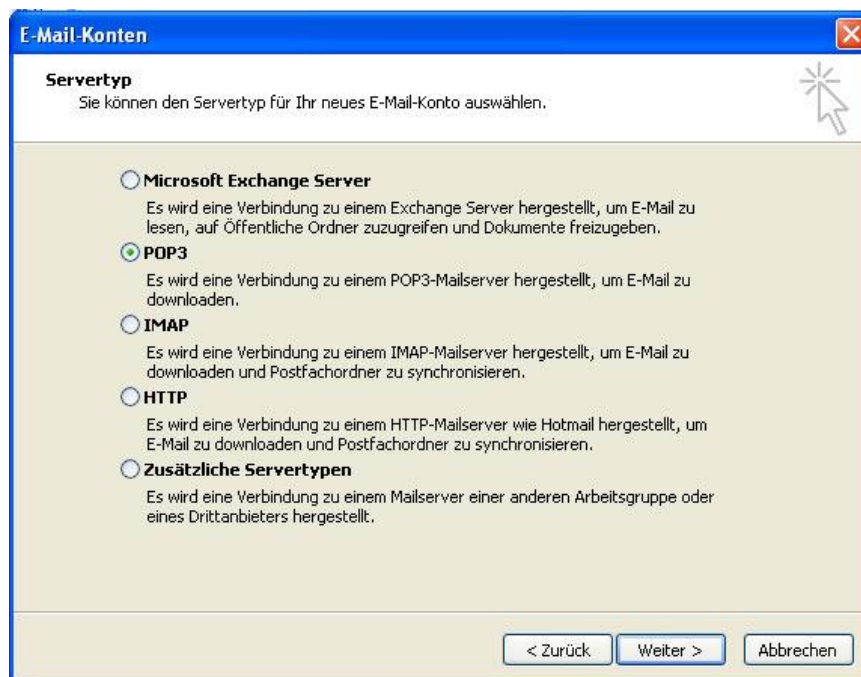 E-Mail-Konten
Servertyp
Sie können den Servertyp für Ihr neues E-Mail-Konto auswählen.
Microsoft Exchange Server
Es wird eine Verbindung zu einem Exchange Server hergestellt, um E-Mail zu
lesen, auf Öffentliche Ordner zuzugreifen und Dokumente freizugeben.
POP3
Es wird eine Verbindung zu einem POP3-Mailserver hergestellt, um E-Mail zu
downloaden.
IMAP
Es wird eine Verbindung zu einem IMAP-Mailserver hergestellt, um E-Mail zu
downloaden und Postfachordner zu synchronisieren.
HTTP
Es wird eine Verbindung zu einem HTTP-Mailserver wie Hotmail hergestellt, um
E-Mail zu downloaden und Postfachordner zu synchronisieren.
Zusätzliche Servertypen
Es wird eine Verbindung zu einem Mailserver einer anderen Arbeitsgruppe oder
eines Drittanbieters hergestellt.
< Zurück Weiter > Abbrechen